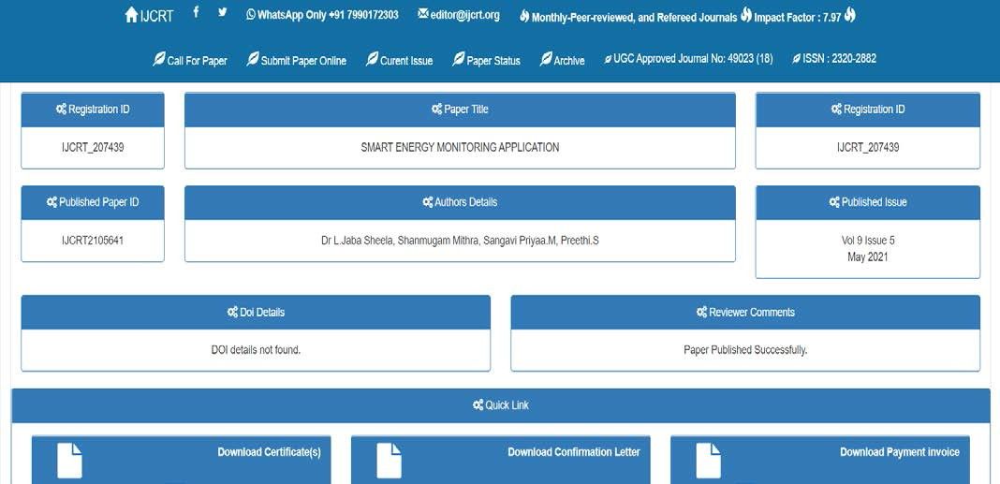 IJCRT WhatsApp Only +91 7990172303 editor@ijcrt.org Monthly-Peer-reviewed, and Refereed Journals Impact Factor : 7.97
Call For Paper Submit Paper Online Curent Issue Paper Status Archive UGC Approved Journal No: 49023 (18) ISSN : 2320-2882
Registration ID Paper Title Registration ID
IJCRT_207439 SMART ENERGY MONITORING APPLICATION IJCRT_207439
Published Paper ID Authors Details Published Issue
IJCRT2105641 Dr L.Jaba Sheela, Shanmugam Mithra, Sangavi Priyaa.M, Preethi.S Vol 9 Issue 5
May 2021
Doi Details Reviewer Comments
DOI details not found. Paper Published Successfully.
Quick Link
Download Certificate(s) Download Confirmation Letter Download Payment invoice